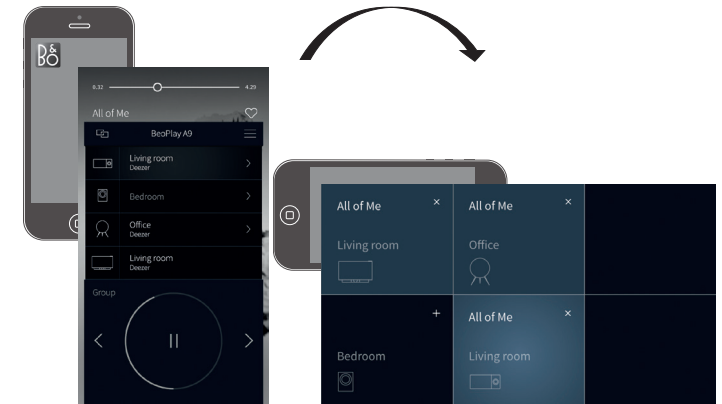 B&O
0.32
4.29
All of Me
BeoPlay A9
Living room
Deezer
Bedroom
Office
Deezer
Living room
Deezer
Group
All of Me ×
All of Me ×
Living room
Office
+
All of Me ×
Bedroom
Living room